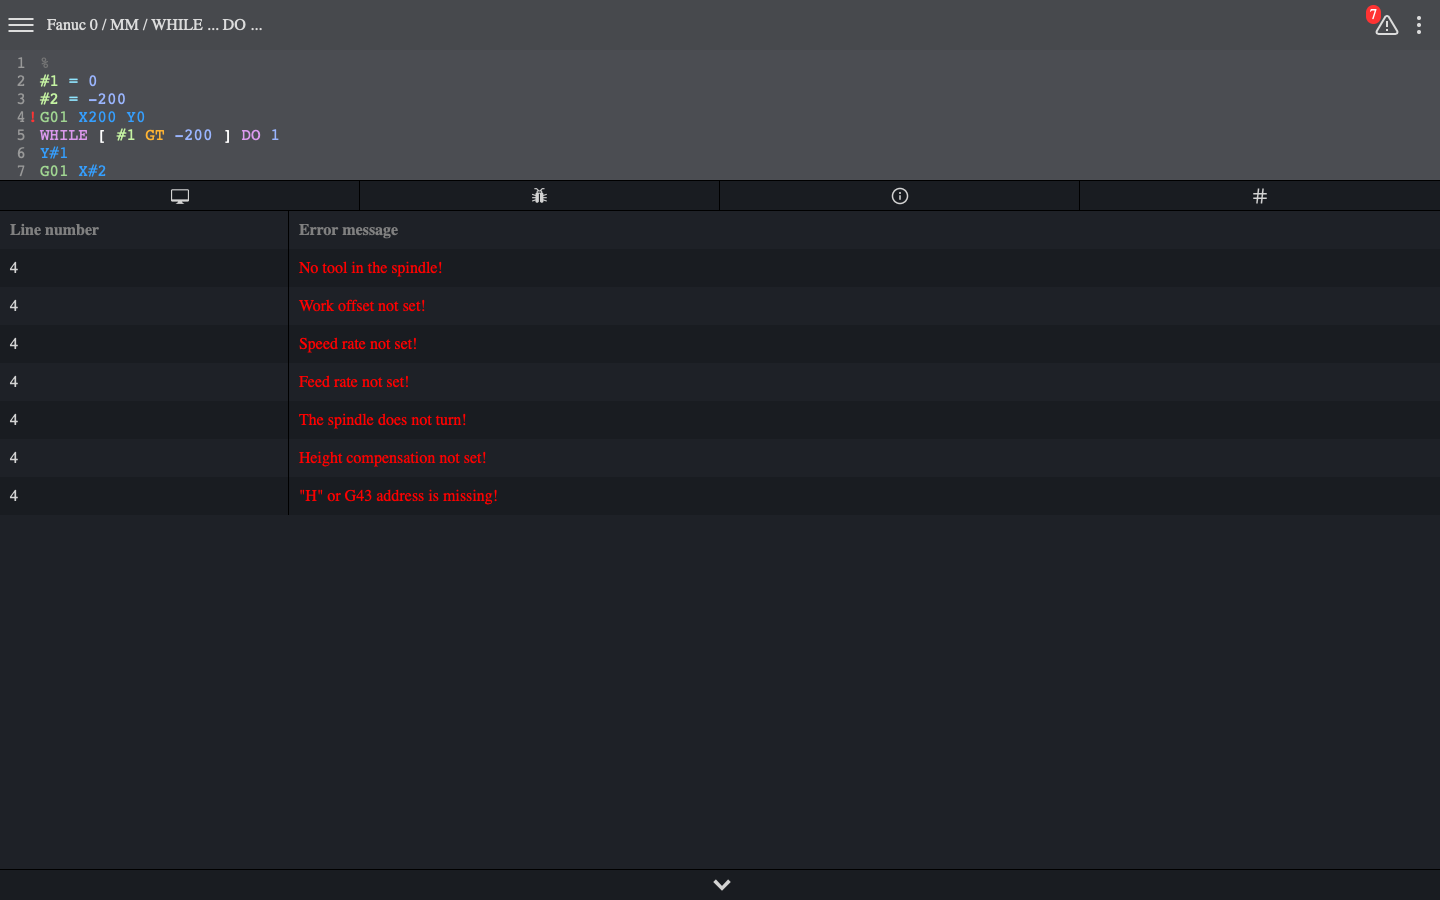 Fanuc 0 / MM / WHILE ... DO ...
7
1 %
2 #1 = 0
3 #2 = -200
4 ! G01 X200 Y0
5 WHILE [ #1 GT -200 ] DO 1
6 Y#1
7 G01 X#2
#
Line number Error message
4 No tool in the spindle!
4 Work offset not set!
4 Speed rate not set!
4 Feed rate not set!
4 The spindle does not turn!
4 Height compensation not set!
4 "H" or G43 address is missing!